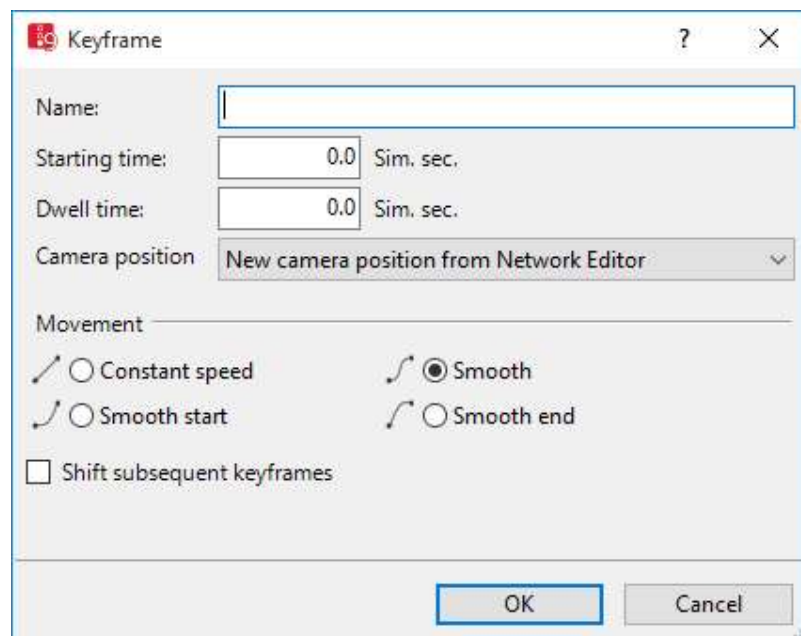 Keyframe ?
Name:
Starting time: 0.0 Sim. sec.
Dwell time: 0.0 Sim. sec.
Camera position New camera position from Network Editor
Movement
Constant speed Smooth
Smooth start Smooth end
Shift subsequent keyframes
OK Cancel